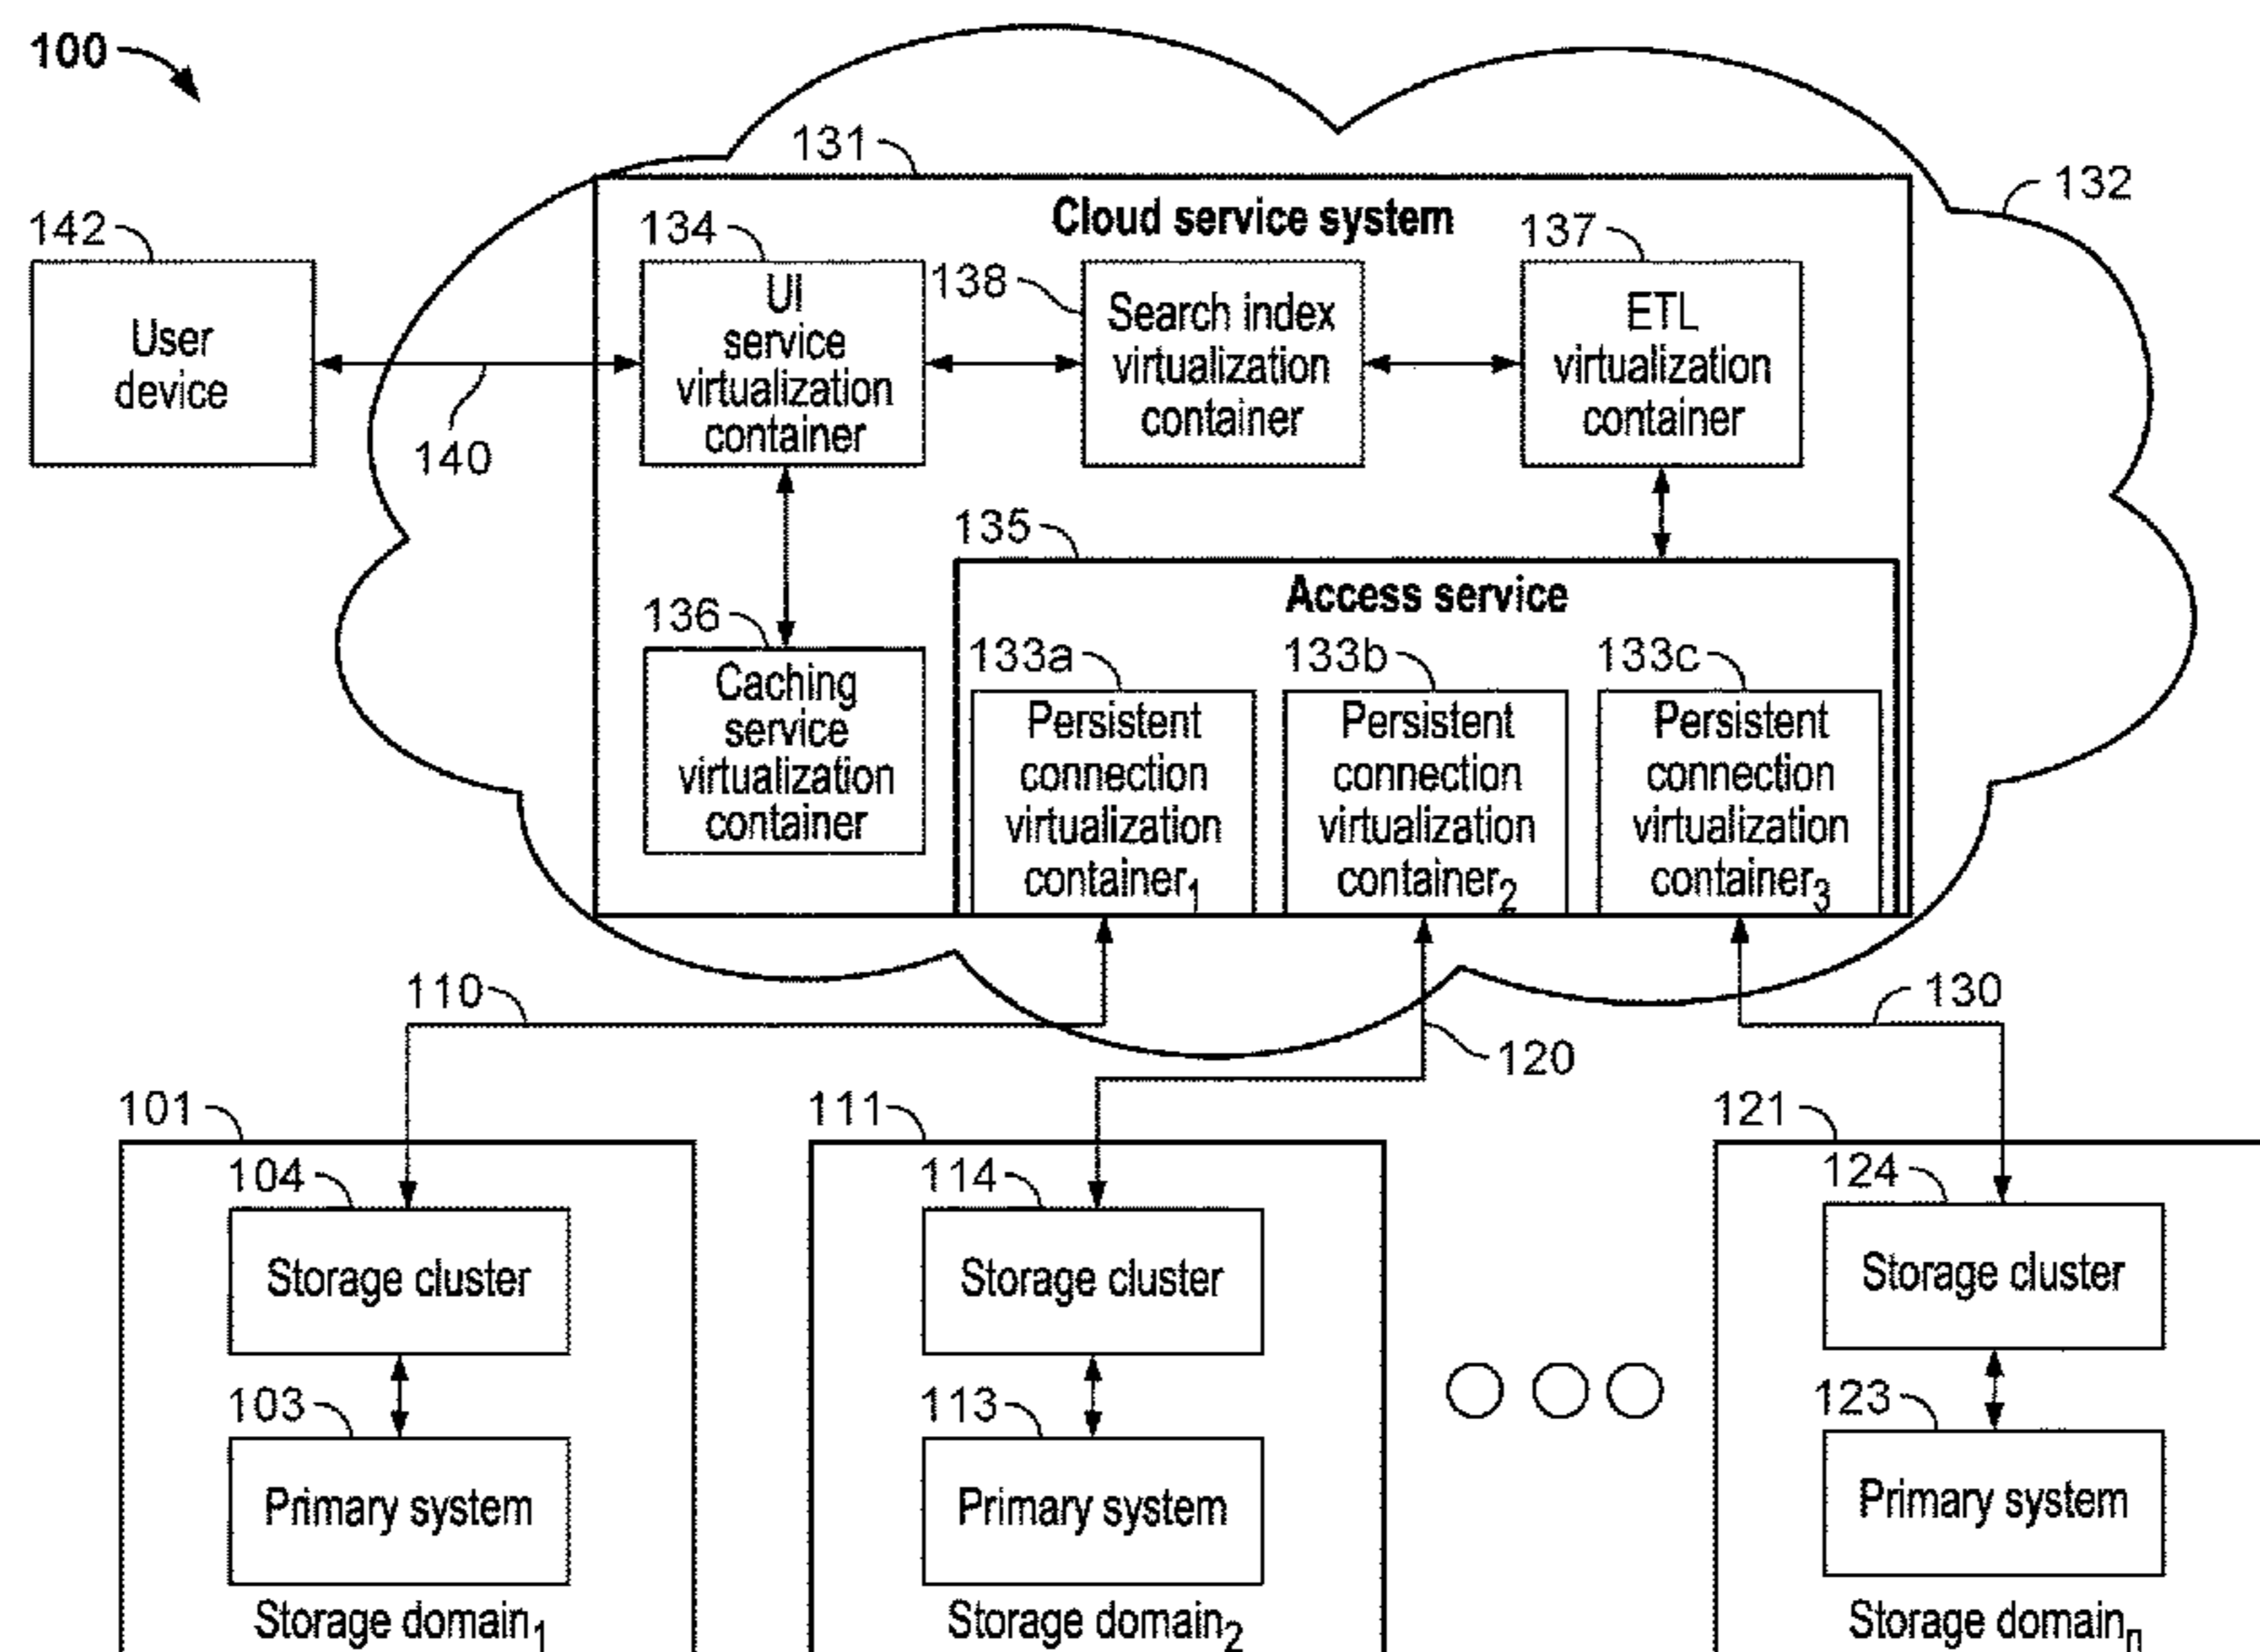 100
131
132
Cloud service system
142
134
137
138
User
device
UI
service
virtualization
container
Search index
virtualization
container
ETL
virtualization
container
140
135
Access service
136
133a
133b
133c
Caching
service
virtualization
container
Persistent
connection
virtualization
container1
Persistent
connection
virtualization
container2
Persistent
connection
virtualization
container3
110
120
130
101
111
121
104
Storage cluster
103
Primary system
Storage domain1
114
Storage cluster
113
Primary system
Storage domain2
124
Storage cluster
123
Primary system
Storage domainn